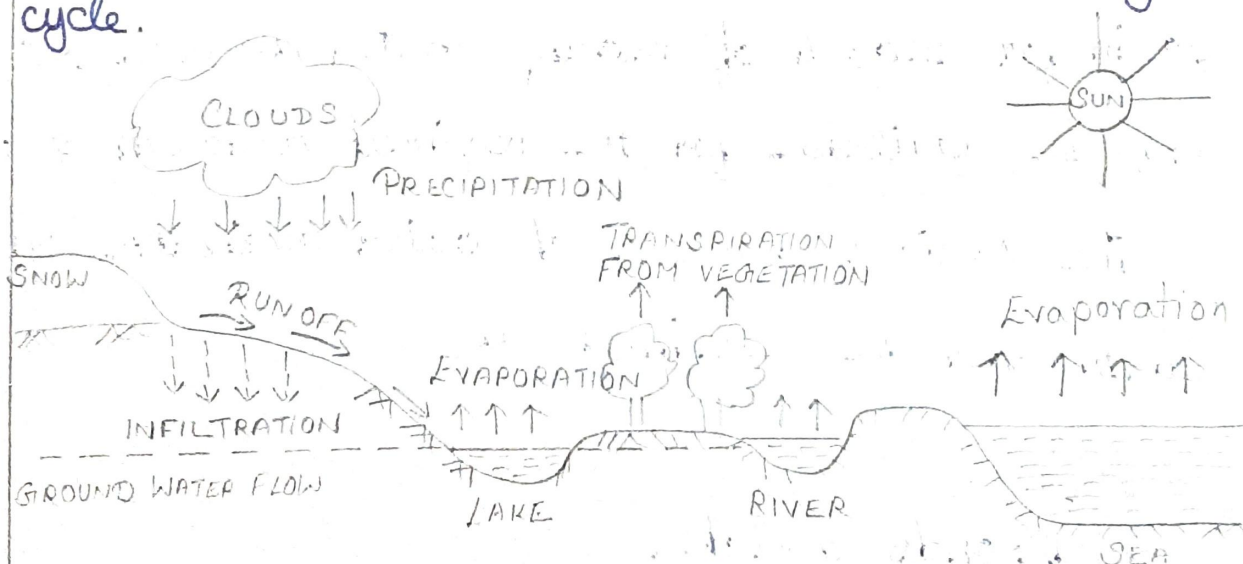 cycle.
SUN
CLOUDS
PRECIPITATION
TRANSPIRATION
FROM VEGETATION
SNOW
RUN OFF
Evaporation
EVAPORATION
INFILTRATION
GROUND WATER FLOW
LAKE
RIVER
SEA